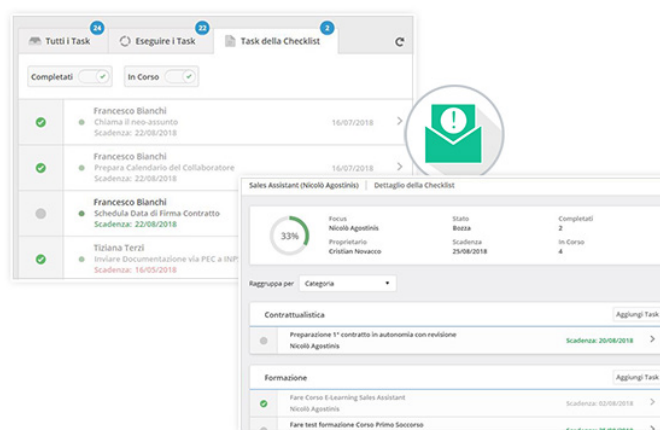 24
22
2
Tutti i Task
Eseguire i Task
Task della Checklist
Completati
In Corso
Francesco Bianchi
Chiama il neo-assunto
Scadenza: 22/08/2018
16/07/2018
Francesco Bianchi
Prepara Calendario del Collaboratore
Scadenza: 22/08/2018
16/07/2018
Francesco Bianchi
Schedula Data di Firma Contratto
Scadenza: 22/08/2018
Tiziana Terzi
Inviare Documentazione via PEC a INP
Scadenza: 16/05/2018
Sales Assistant (Nicolò Agostinis)
Dettaglio della Checklist
33%
Focus
Nicolò Agostinis
Stato
Bozza
Completati
2
Proprietario
Cristian Novacco
Scadenza
25/08/2018
In Corso
4
Raggruppa per
Categoria
Contrattualistica
Aggiungi Task
Preparazione 1° contratto in autonomia con revisione
Nicolò Agostinis
Scadenza: 20/08/2018
Formazione
Aggiungi Task
Fare Corso E-Learning Sales Assistant
Nicolò Agostinis
Scadenza: 02/08/2018
Fare test formazione Corso Primo Soccorso